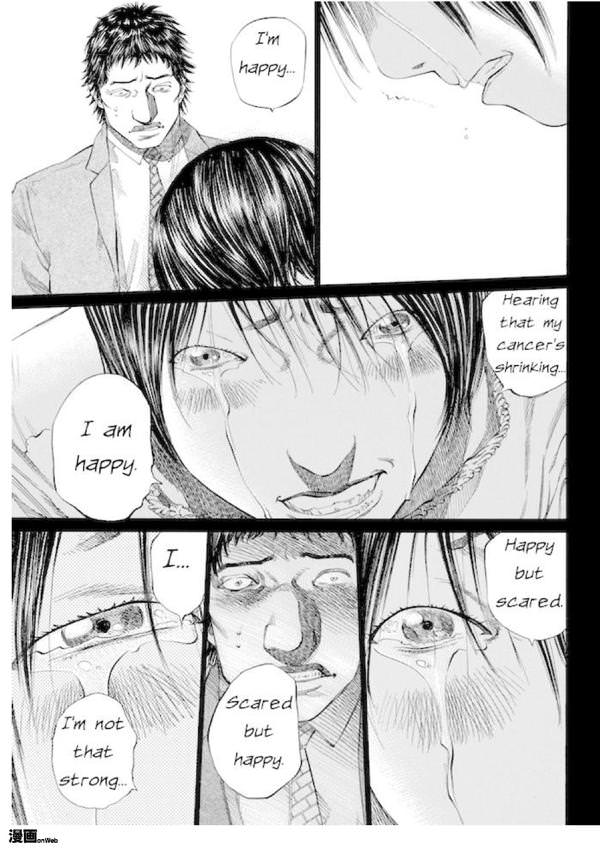 I'm
happy...
Hearing
that my
cancer's
shrinking...
I am
happy.
Happy
but
scared.
Scared
but
happy.
I...
I'm not
that
strong...
漫画onWeb